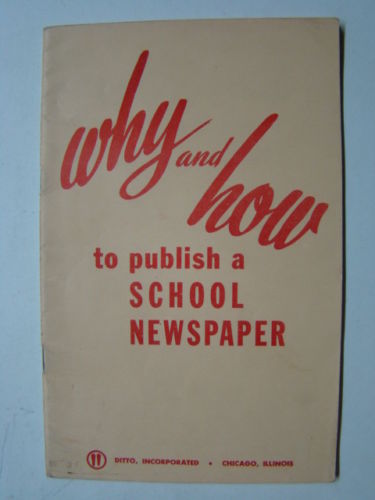 why and
how
to publish a
SCHOOL
NEWSPAPER
DITTO, INCORPORATED • CHICAGO, ILLINOIS